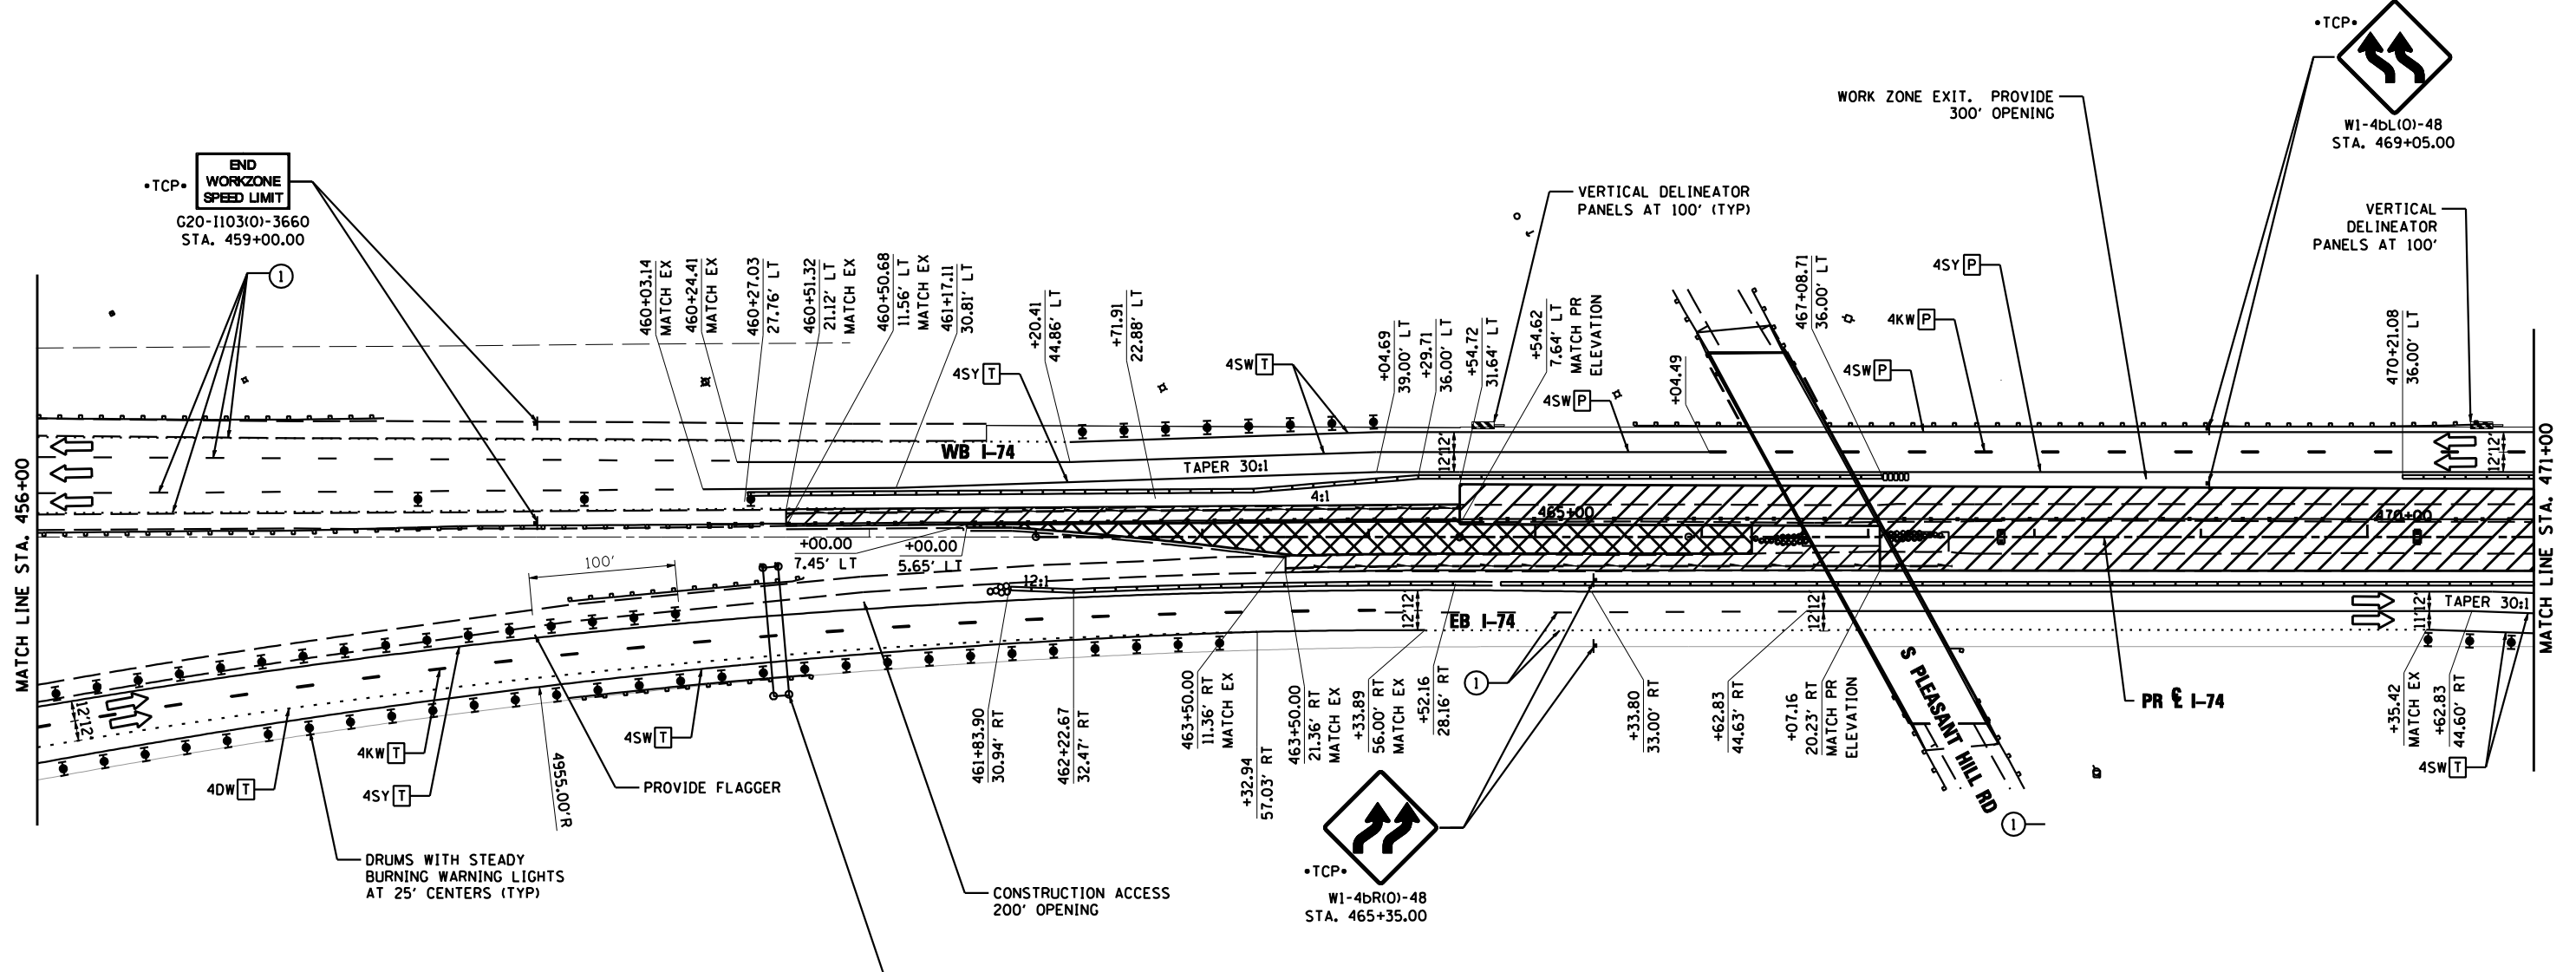 •TCP•
W1-4bL(O)-48
STA. 469+05.00
WORK ZONE EXIT. PROVIDE
300' OPENING
•TCP•
END
WORKZONE
SPEED LIMIT
G20-I103(0)-3660
STA. 459+00.00
1
VERTICAL DELINEATOR
PANELS AT 100' (TYP)
VERTICAL
DELINEATOR
PANELS AT 100'
460+03.14
MATCH EX
460+24.41
MATCH EX
460+27.03
27.76' LT
460+51.32
21.12' LT
MATCH EX
460+50.68
11.56' LT
MATCH EX
461+17.11
30.81' LT
+20.41
44.86' LT
+71.91
22.88' LT
4SY T
4SW T
+04.69
39.00' LT
+29.71
36.00' LT
+54.72
31.64' LT
+54.62
7.64' LT
MATCH PR
ELEVATION
4SW P
+04.49
467+08.71
36.00' LT
4SY P
4KW P
4SW P
470+21.08
36.00' LT
MATCH LINE STA. 456+00
MATCH LINE STA. 471+00
WB I-74
TAPER 30:1
12' 12'
12' 12'
4:1
465+00
470+00
+00.00
7.45' LT
+00.00
5.65' LT
100'
12:1
12' 12'
EB I-74
12' 12'
11' 12'
TAPER 30:1
12' 12'
4DW T
4KW T
4SY T
4SW T
4955.00'R
PROVIDE FLAGGER
DRUMS WITH STEADY
BURNING WARNING LIGHTS
AT 25' CENTERS (TYP)
CONSTRUCTION ACCESS
200' OPENING
461+83.90
30.94' RT
462+22.67
32.47' RT
463+50.00
11.36' RT
MATCH EX
+32.94
57.03' RT
463+50.00
21.36' RT
MATCH EX
+33.89
56.00' RT
MATCH EX
+52.16
28.16' RT
1
•TCP•
W1-4bR(O)-48
STA. 465+35.00
+33.80
33.00' RT
+62.83
44.63' RT
+07.16
20.23' RT
MATCH PR
ELEVATION
S PLEASANT HILL RD
1
PR ℄ I-74
+35.42
MATCH EX
+62.83
44.60' RT
4SW T